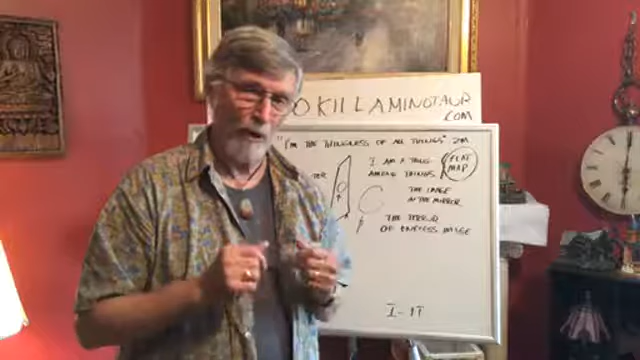 OKILLAMINOTAUR
.COM
"I'M THE THINGNESS OF ALL THINGS" ZM
I AM A THING
AMONG THINGS
FLAT
MAP
THE IMAGE
IN THE MIRROR
THE MIRROR
OF ENDLESS IMAGE
I-IT